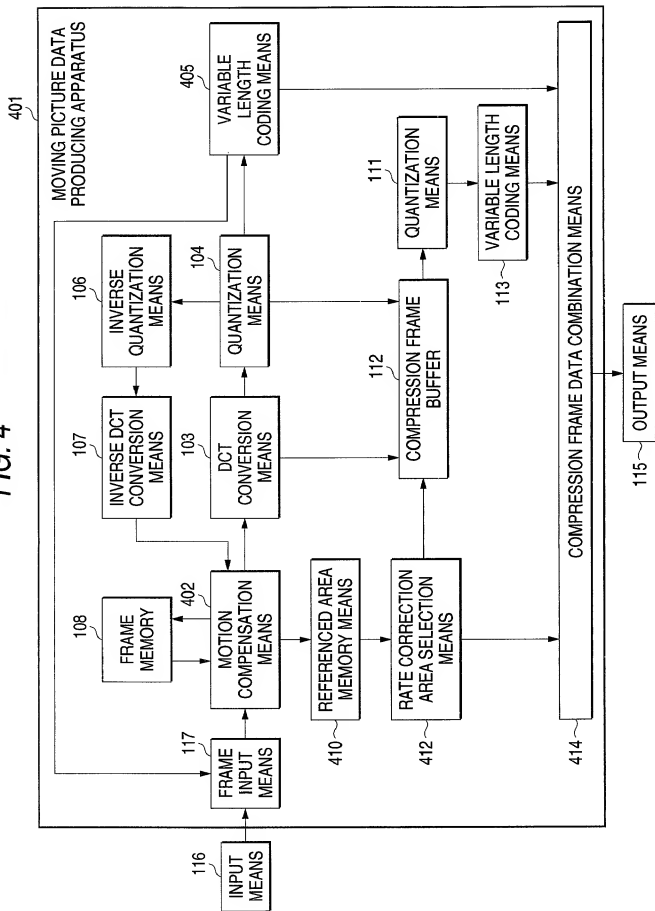 FIG. 4
401
MOVING PICTURE DATA
PRODUCING APPARATUS
116
INPUT
MEANS
117
FRAME
INPUT
MEANS
108
FRAME
MEMORY
402
MOTION
COMPENSATION
MEANS
107
INVERSE DCT
CONVERSION
MEANS
103
DCT
CONVERSION
MEANS
106
INVERSE
QUANTIZATION
MEANS
104
QUANTIZATION
MEANS
405
VARIABLE
LENGTH
CODING MEANS
REFERENCED AREA
MEMORY MEANS
410
RATE CORRECTION
AREA SELECTION
MEANS
412
COMPRESSION FRAME
BUFFER
112
111
QUANTIZATION
MEANS
VARIABLE LENGTH
CODING MEANS
113
COMPRESSION FRAME DATA COMBINATION MEANS
414
OUTPUT MEANS
115